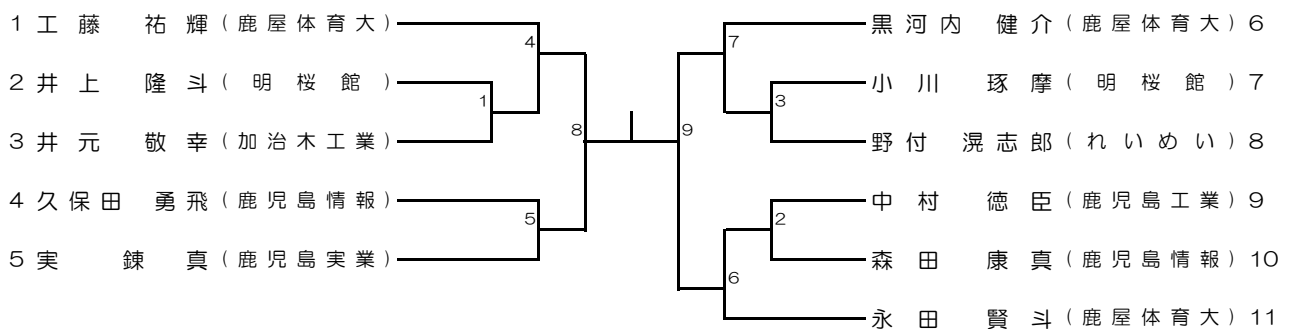 1 工藤 祐輝 (鹿屋体育大)
2 井上 隆斗 (明桜館)
3 井元 敬幸 (加治木工業)
4 久保田 勇飛 (鹿児島情報)
5 実 錬真 (鹿児島実業)
4
1
8
5
7
3
9
2
6
黒河内 健介 (鹿屋体育大) 6
小川 琢摩 (明桜館) 7
野付 滉志郎 (れいめい) 8
中村 徳臣 (鹿児島工業) 9
森田 康真 (鹿児島情報) 10
永田 賢斗 (鹿屋体育大) 11